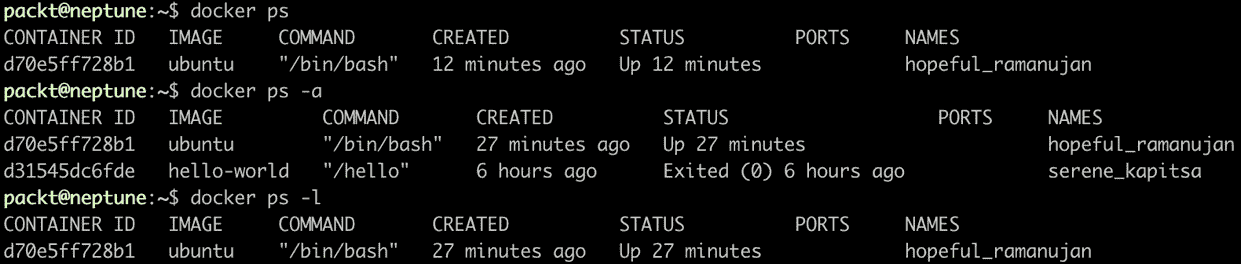 packt@neptune:~$ docker ps
CONTAINER ID   IMAGE     COMMAND       CREATED          STATUS          PORTS     NAMES
d70e5ff728b1   ubuntu    "/bin/bash"   12 minutes ago   Up 12 minutes             hopeful_ramanujan
packt@neptune:~$ docker ps -a
CONTAINER ID   IMAGE         COMMAND       CREATED          STATUS                   PORTS     NAMES
d70e5ff728b1   ubuntu        "/bin/bash"   27 minutes ago   Up 27 minutes                      hopeful_ramanujan
d31545dc6fde   hello-world   "/hello"      6 hours ago      Exited (0) 6 hours ago             serene_kapitsa
packt@neptune:~$ docker ps -l
CONTAINER ID   IMAGE     COMMAND       CREATED          STATUS          PORTS     NAMES
d70e5ff728b1   ubuntu    "/bin/bash"   27 minutes ago   Up 27 minutes             hopeful_ramanujan